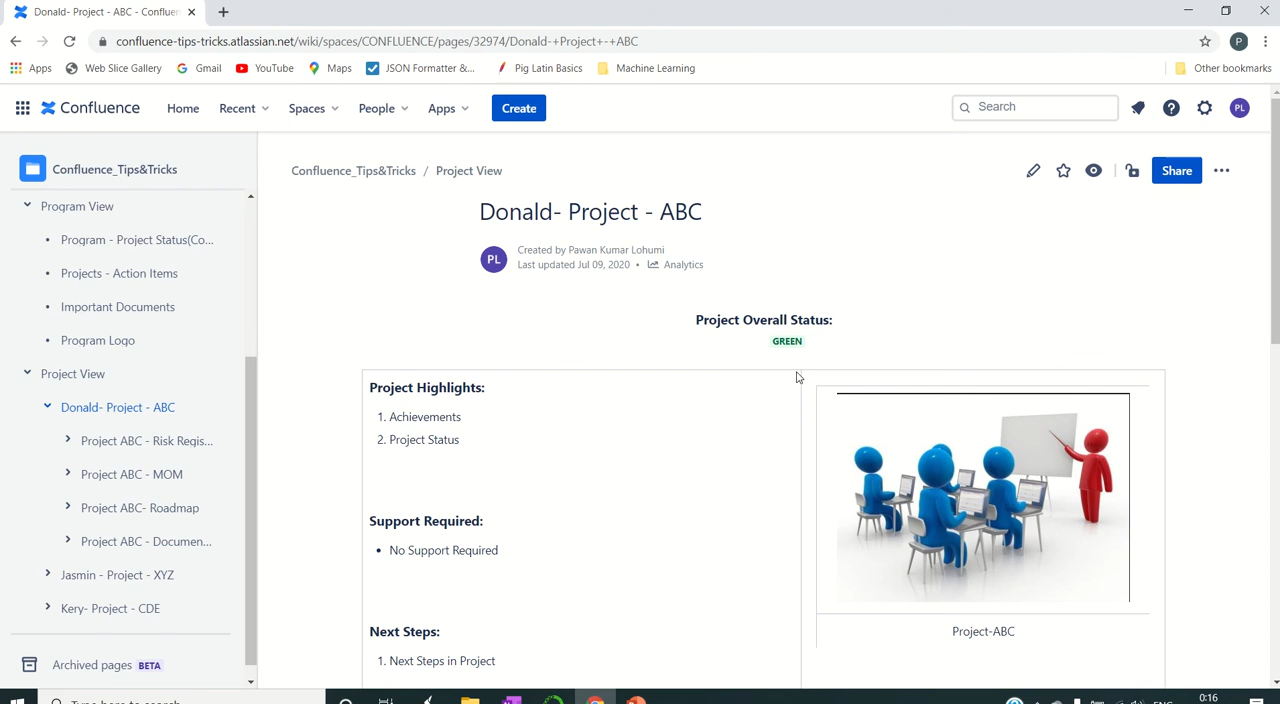 Donald- Project - ABC - Confluen
confluence-tips-tricks.atlassian.net/wiki/spaces/CONFLUENCE/pages/32974/Donald-+Project+-+ABC
Apps Web Slice Gallery Gmail YouTube Maps JSON Formatter &... Pig Latin Basics Machine Learning Other bookmarks
P
Confluence Home Recent Spaces People Apps Create Search PL
Confluence_Tips&Tricks
Program View
Program - Project Status(Co...
Projects - Action Items
Important Documents
Program Logo
Project View
Donald- Project - ABC
Project ABC - Risk Regis...
Project ABC - MOM
Project ABC- Roadmap
Project ABC - Documen...
Jasmin - Project - XYZ
Kery- Project - CDE
Archived pages BETA
Confluence_Tips&Tricks / Project View
Share
Donald- Project - ABC
PL
Created by Pawan Kumar Lohumi
Last updated Jul 09, 2020 • Analytics
Project Overall Status:
GREEN
Project Highlights:
1. Achievements
2. Project Status
Support Required:
• No Support Required
Next Steps:
1. Next Steps in Project
Project-ABC
0:16